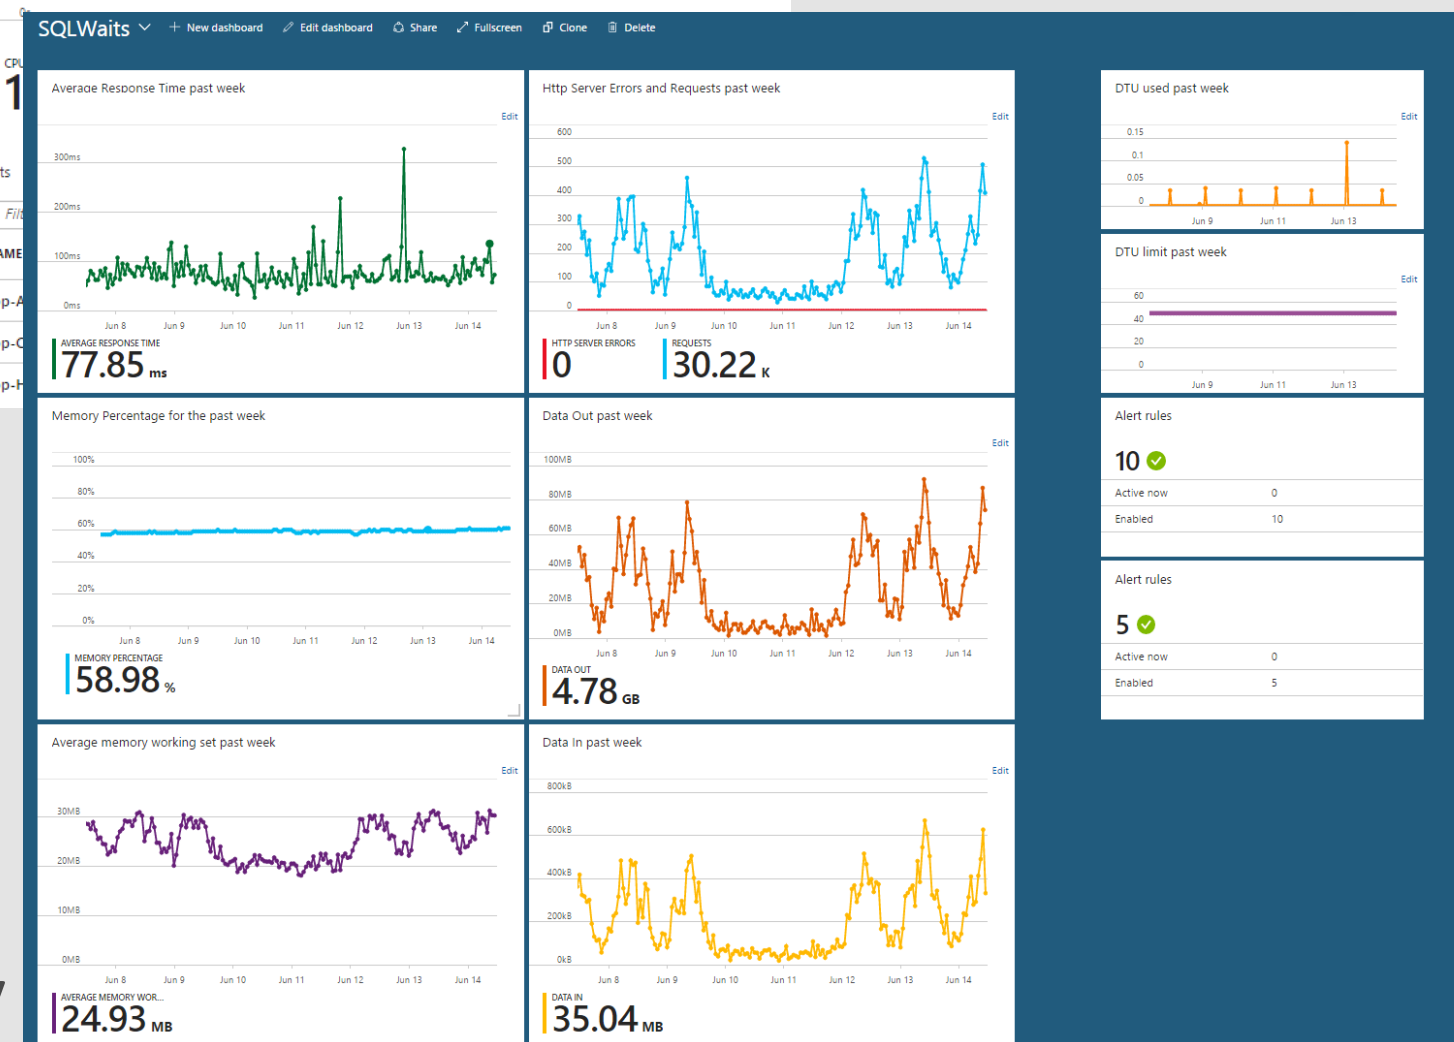 SQLWaits
New dashboard
Edit dashboard
Share
Fullscreen
Clone
Delete
CPU
1
ts
AME
p-A
p-C
p-H
Average Response Time past week
Edit
300ms
200ms
100ms
0ms
Jun 8 Jun 9 Jun 10 Jun 11 Jun 12 Jun 13 Jun 14
AVERAGE RESPONSE TIME
77.85 ms
Http Server Errors and Requests past week
Edit
600
500
400
300
200
100
0
Jun 8 Jun 9 Jun 10 Jun 11 Jun 12 Jun 13 Jun 14
HTTP SERVER ERRORS
0
REQUESTS
30.22 K
DTU used past week
Edit
0.15
0.1
0.05
0
Jun 9 Jun 11 Jun 13
DTU limit past week
Edit
60
40
20
0
Jun 9 Jun 11 Jun 13
Memory Percentage for the past week
100%
80%
60%
40%
20%
0%
Jun 8 Jun 9 Jun 10 Jun 11 Jun 12 Jun 13 Jun 14
MEMORY PERCENTAGE
58.98 %
Data Out past week
Edit
100MB
80MB
60MB
40MB
20MB
0MB
Jun 8 Jun 9 Jun 10 Jun 11 Jun 12 Jun 13 Jun 14
DATA OUT
4.78 GB
Alert rules
10
Active now 0
Enabled 10
Alert rules
5
Active now 0
Enabled 5
Average memory working set past week
Edit
30MB
20MB
10MB
0MB
Jun 8 Jun 9 Jun 10 Jun 11 Jun 12 Jun 13 Jun 14
AVERAGE MEMORY WOR...
24.93 MB
Data In past week
Edit
800kB
600kB
400kB
200kB
0kB
Jun 8 Jun 9 Jun 10 Jun 11 Jun 12 Jun 13 Jun 14
DATA IN
35.04 MB